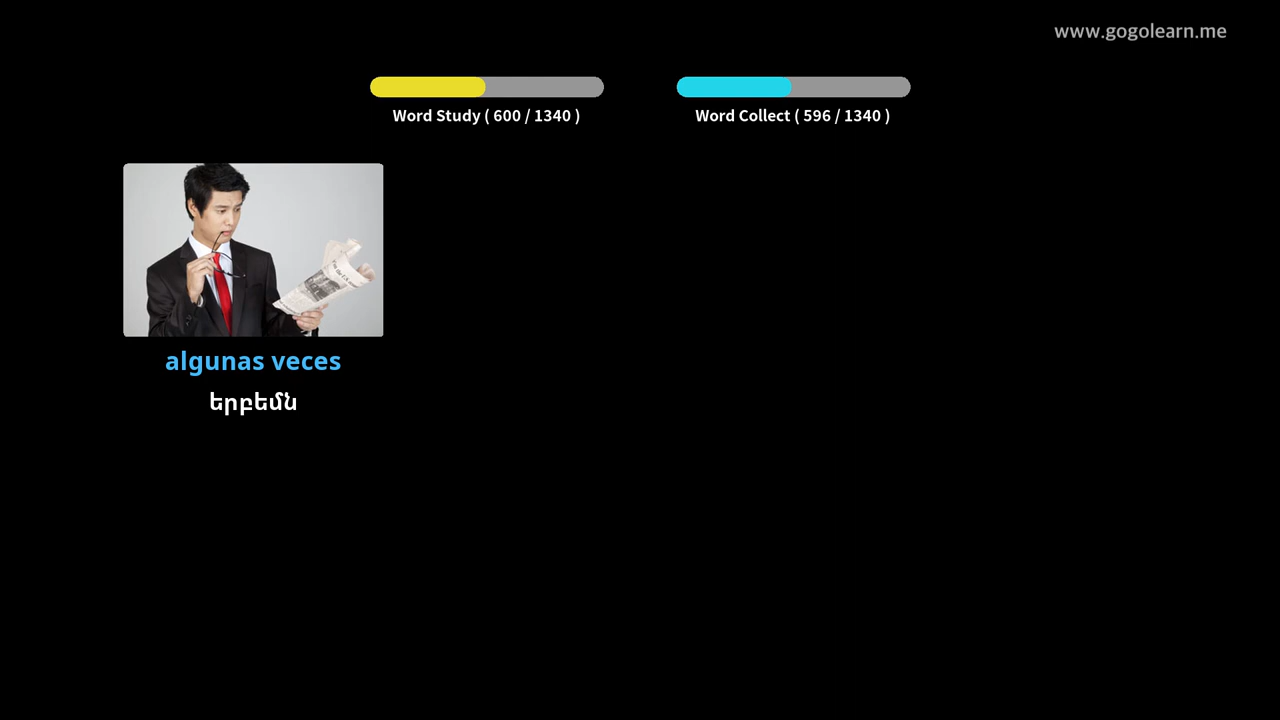 www.gogolearn.me
Word Study ( 600 / 1340 )
Word Collect ( 596 / 1340 )
algunas veces
երբեմն